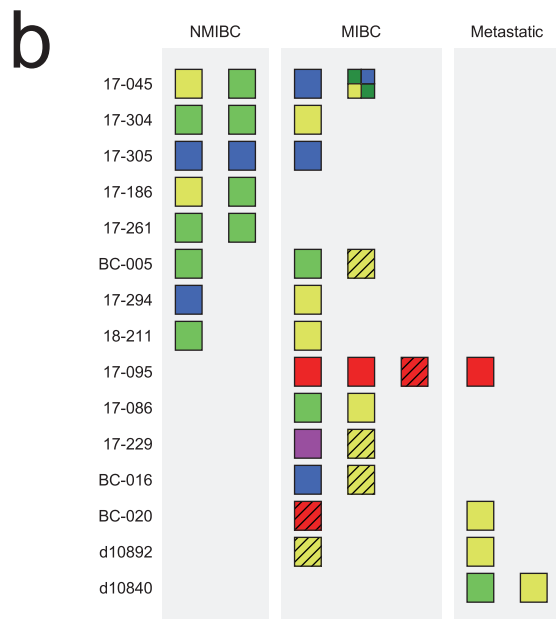 b
NMIBC MIBC Metastatic
17-045
17-304
17-305
17-186
17-261
BC-005
17-294
18-211
17-095
17-086
17-229
BC-016
BC-020
d10892
d10840